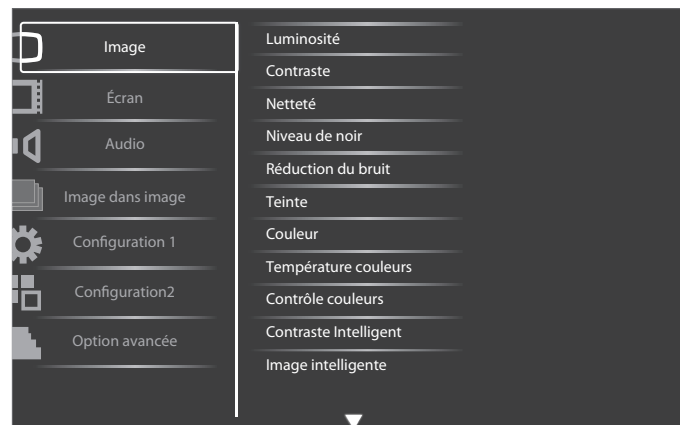 Image
Écran
Audio
Image dans image
Configuration 1
Configuration2
Option avancée
Luminosité
Contraste
Netteté
Niveau de noir
Réduction du bruit
Teinte
Couleur
Température couleurs
Contrôle couleurs
Contraste Intelligent
Image intelligente